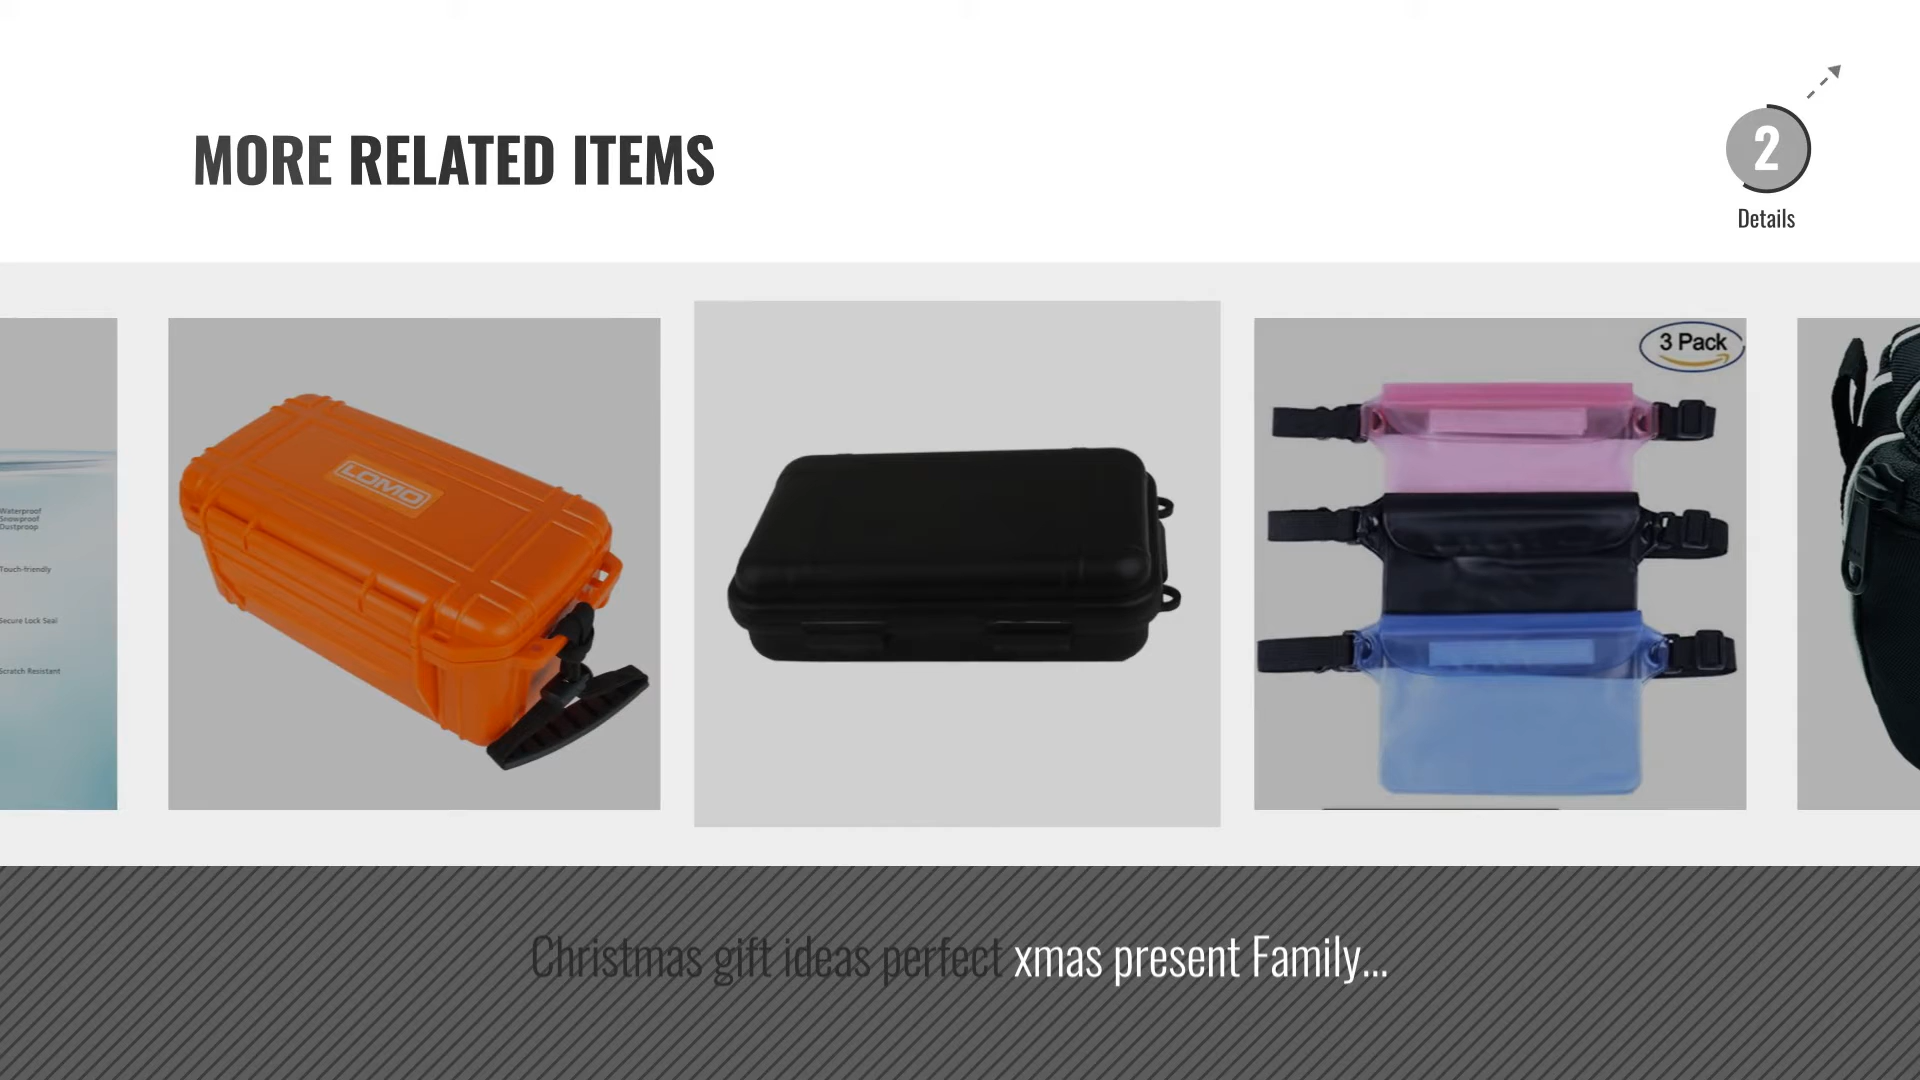 MORE RELATED ITEMS
2
Details
3 Pack
LOMO
Waterproof
Snowproof
Dustproop
Touch-friendly
Secure Lock Seal
Scratch Resistant
Christmas gift ideas perfect xmas present Family...